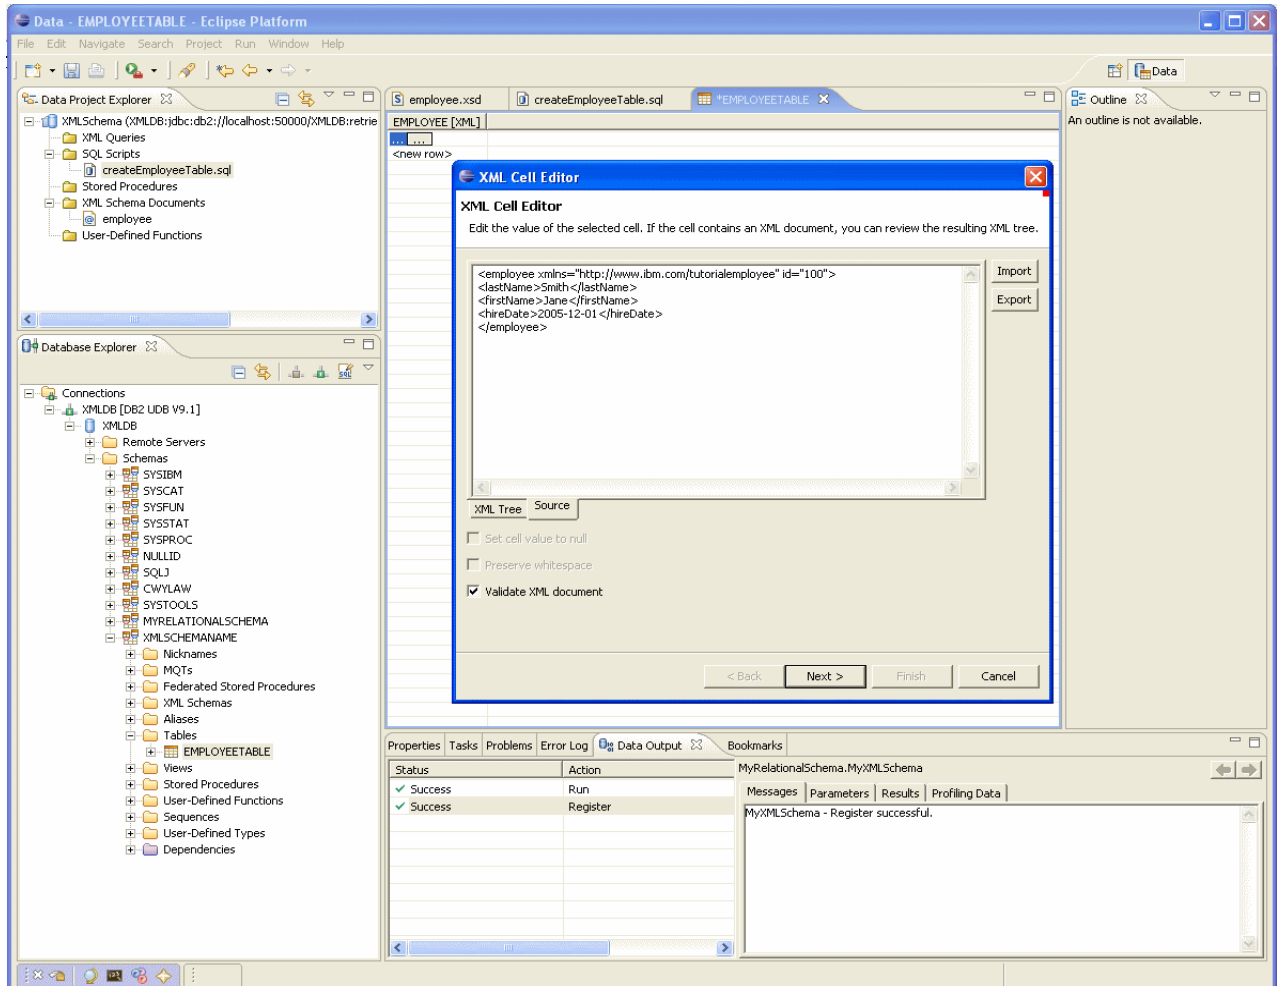 Data - EMPLOYEETABLE - Eclipse Platform
File Edit Navigate Search Project Run Window Help
Data
Data Project Explorer
XMLSchema (XMLDB:jdbc:db2://localhost:50000/XMLDB:retrie
XML Queries
SQL Scripts
createEmployeeTable.sql
Stored Procedures
XML Schema Documents
employee
User-Defined Functions
Database Explorer
Connections
XMLDB [DB2 UDB V9.1]
XMLDB
Remote Servers
Schemas
SYSIBM
SYSCAT
SYSFUN
SYSSTAT
SYSPROC
NULLID
SQLJ
CWYLAW
SYSTOOLS
MYRELATIONALSCHEMA
XMLSCHEMANAME
Nicknames
MQTs
Federated Stored Procedures
XML Schemas
Aliases
Tables
EMPLOYEETABLE
Views
Stored Procedures
User-Defined Functions
Sequences
User-Defined Types
Dependencies
employee.xsd createEmployeeTable.sql *EMPLOYEETABLE
EMPLOYEE [XML]
... ...
<new row>
XML Cell Editor
XML Cell Editor
Edit the value of the selected cell. If the cell contains an XML document, you can review the resulting XML tree.
<employee xmlns="http://www.ibm.com/tutorialemployee" id="100">
<lastName>Smith</lastName>
<firstName>Jane</firstName>
<hireDate>2005-12-01</hireDate>
</employee>
Import
Export
XML Tree Source
Set cell value to null
Preserve whitespace
Validate XML document
< Back Next > Finish Cancel
Outline
An outline is not available.
Properties Tasks Problems Error Log Data Output Bookmarks
Status Action
Success Run
Success Register
MyRelationalSchema.MyXMLSchema
Messages Parameters Results Profiling Data
MyXMLSchema - Register successful.